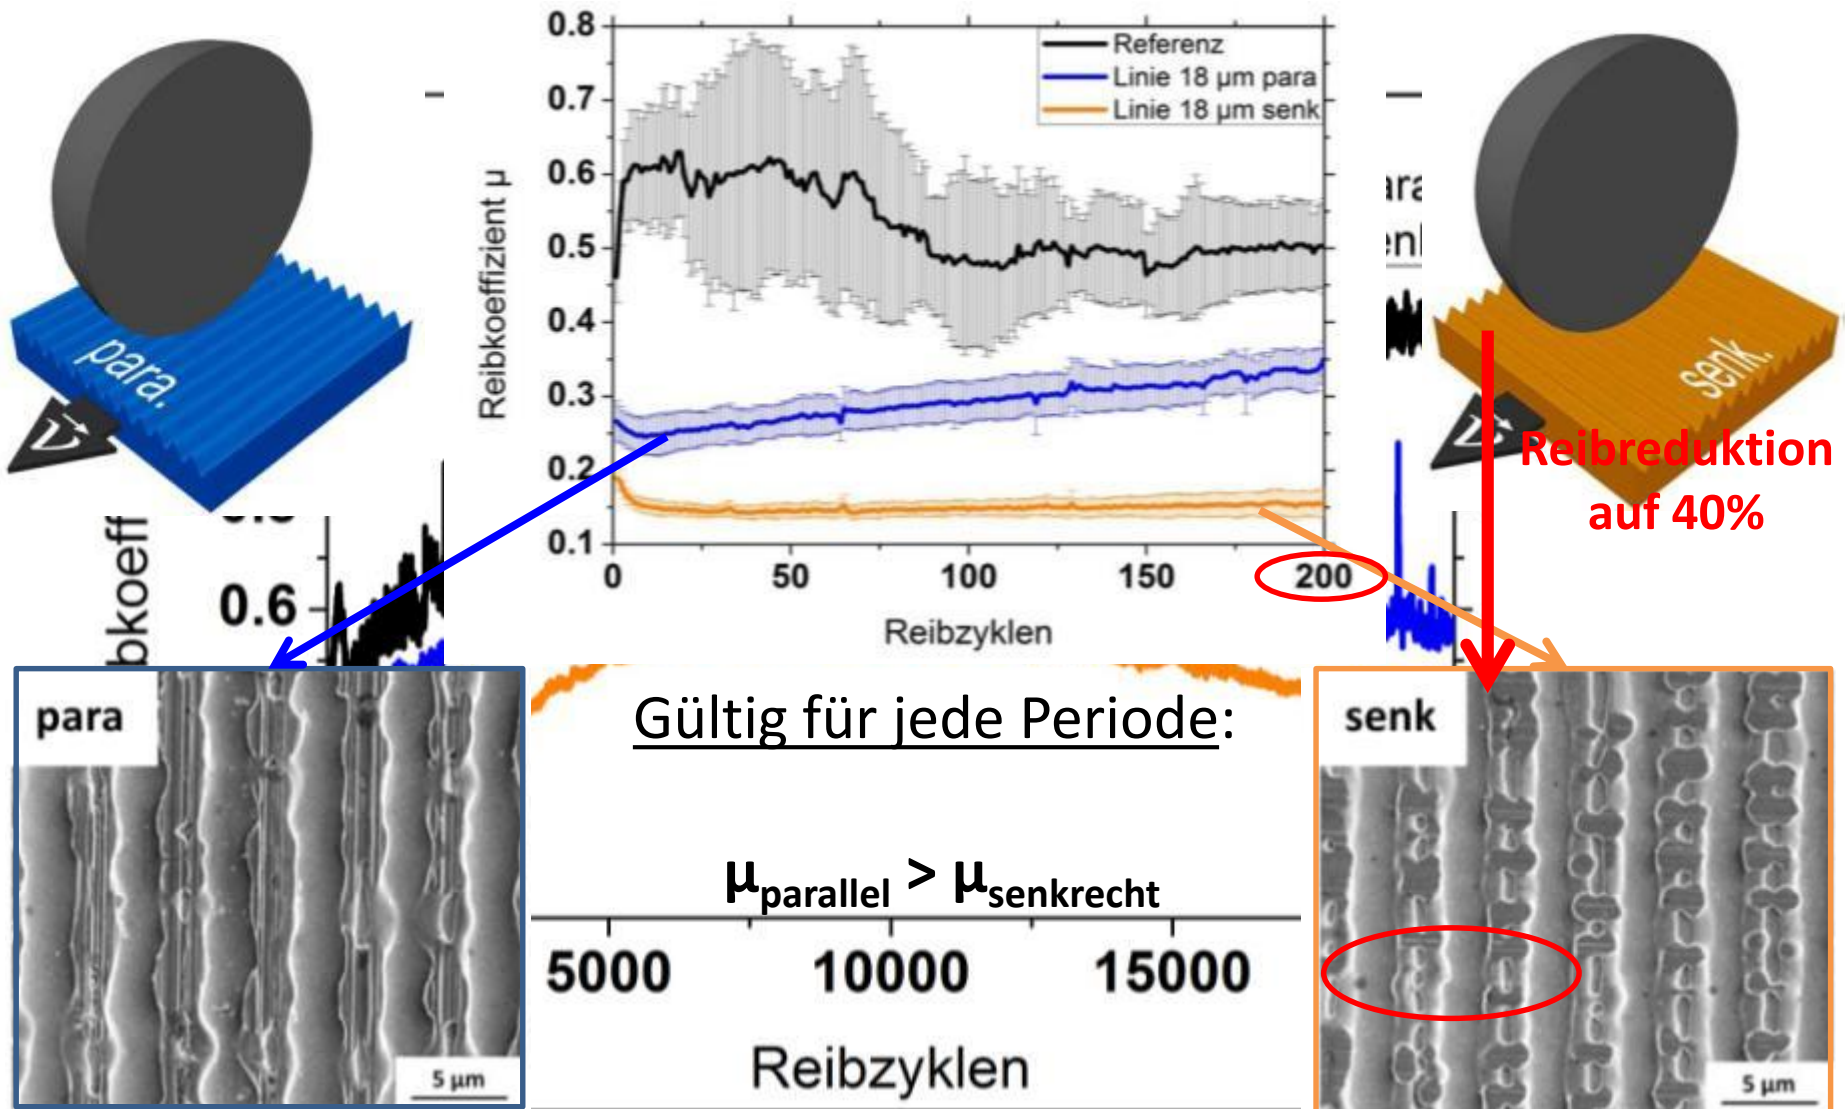 0.8
0.7
0.6
0.5
0.4
0.3
0.2
0.1
Reibkoeffizient µ
Referenz
Linie 18 µm para
Linie 18 µm senk
0 50 100 150 200
Reibzyklen
para.
v
senk.
Reibreduktion
auf 40%
0.6
para
Gültig für jede Periode:
µparallel > µsenkrecht
5000 10000 15000
Reibzyklen
5 µm
senk
5 µm